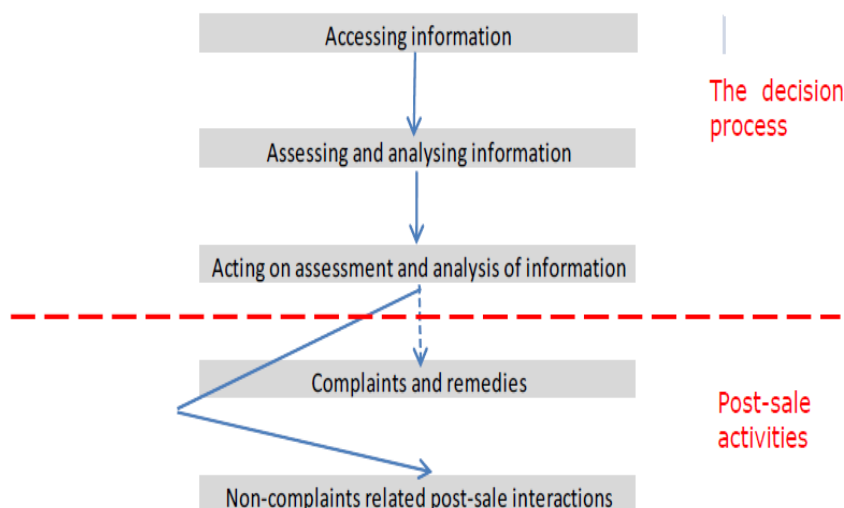 Accessing information
The decision
process
Assessing and analysing information
Acting on assessment and analysis of information
Complaints and remedies
Post-sale
activities
Non-complaints related post-sale interactions